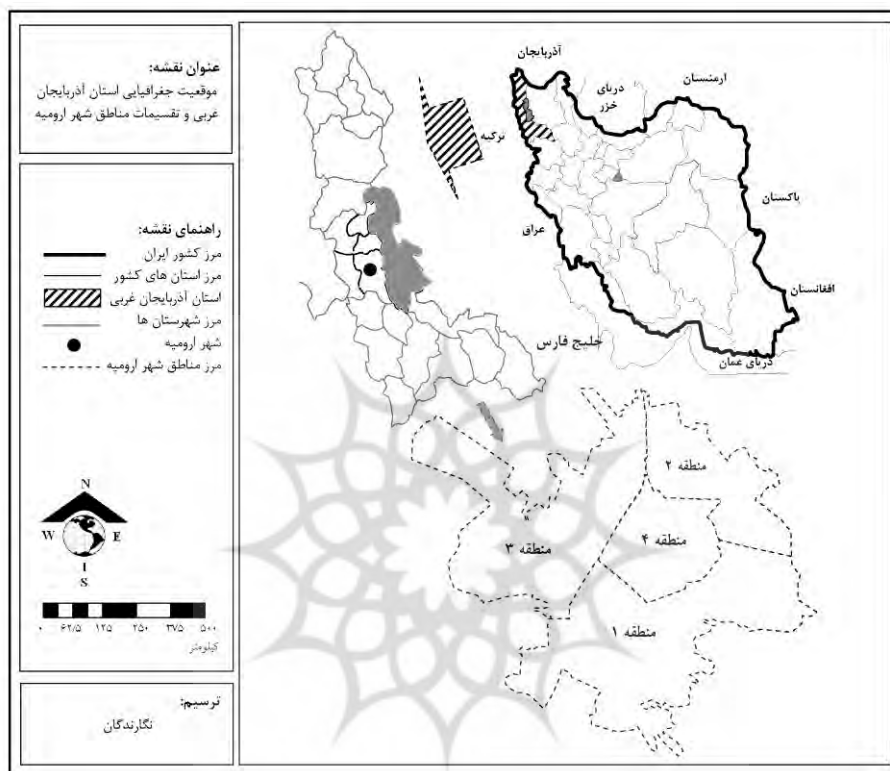 عنوان نقشه:
موقعیت جغرافیایی استان آذربایجان
غربی و تقسیمات مناطق شهر ارومیه
راهنمای نقشه:
مرز کشور ایران
مرز استان های کشور
استان آذربایجان غربی
مرز شهرستان ها
شهر ارومیه
مرز مناطق شهر ارومیه
N
W E
S
۰ ۶۲/۵ ۱۲۵ ۲۵۰ ۳۷۵ ۵۰۰
کیلومتر
ترسیم:
نگارندگان
آذربایجان
ارمنستان
دریای
خزر
ترکیه
پاکستان
عراق
افغانستان
خلیج فارس
دریای عمان
منطقه ۲
منطقه ۴
منطقه ۳
منطقه ۱